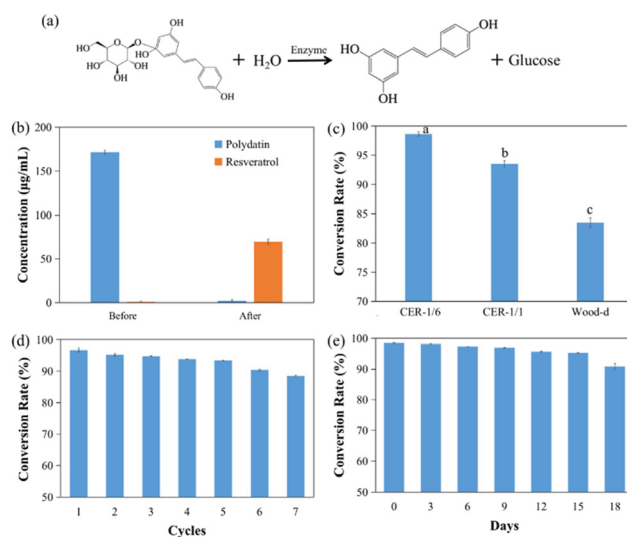 (a)
OH
HO
O
O
HO
OH
HO
OH
OH
+ H₂O
Enzyme
HO
OH
OH
+ Glucose
(b)
Concentration (µg/mL)
200
150
100
50
0
Polydatin
Resveratrol
Before
After
(c)
Conversion Rate (%)
100
95
90
85
80
75
70
a
b
c
CER-1/6
CER-1/1
Wood-d
(d)
Conversion Rate (%)
100
90
80
70
60
50
1 2 3 4 5 6 7
Cycles
(e)
Conversion Rate (%)
100
90
80
70
60
50
0 3 6 9 12 15 18
Days